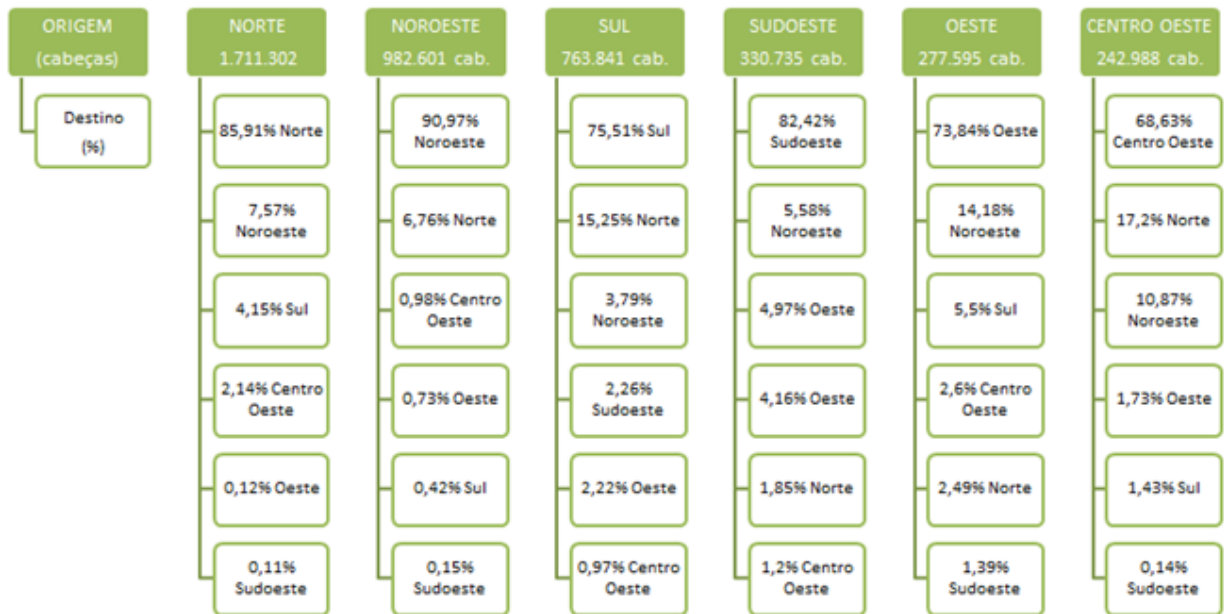 ORIGEM
(cabeças)
Destino
(%)
NORTE
1.711.302
85,91% Norte
7,57%
Noroeste
4,15% Sul
2,14% Centro
Oeste
0,12% Oeste
0,11%
Sudoeste
NOROESTE
982.601 cab.
90,97%
Noroeste
6,76% Norte
0,98% Centro
Oeste
0,73% Oeste
0,42% Sul
0,15%
Sudoeste
SUL
763.841 cab.
75,51% Sul
15,25% Norte
3,79%
Noroeste
2,26%
Sudoeste
2,22% Oeste
0,97% Centro
Oeste
SUDOESTE
330.735 cab.
82,42%
Sudoeste
5,58%
Noroeste
4,97% Oeste
4,16% Oeste
1,85% Norte
1,2% Centro
Oeste
OESTE
277.595 cab.
73,84% Oeste
14,18%
Noroeste
5,5% Sul
2,6% Centro
Oeste
2,49% Norte
1,39%
Sudoeste
CENTRO OESTE
242.988 cab.
68,63%
Centro Oeste
17,2% Norte
10,87%
Noroeste
1,73% Oeste
1,43% Sul
0,14%
Sudoeste